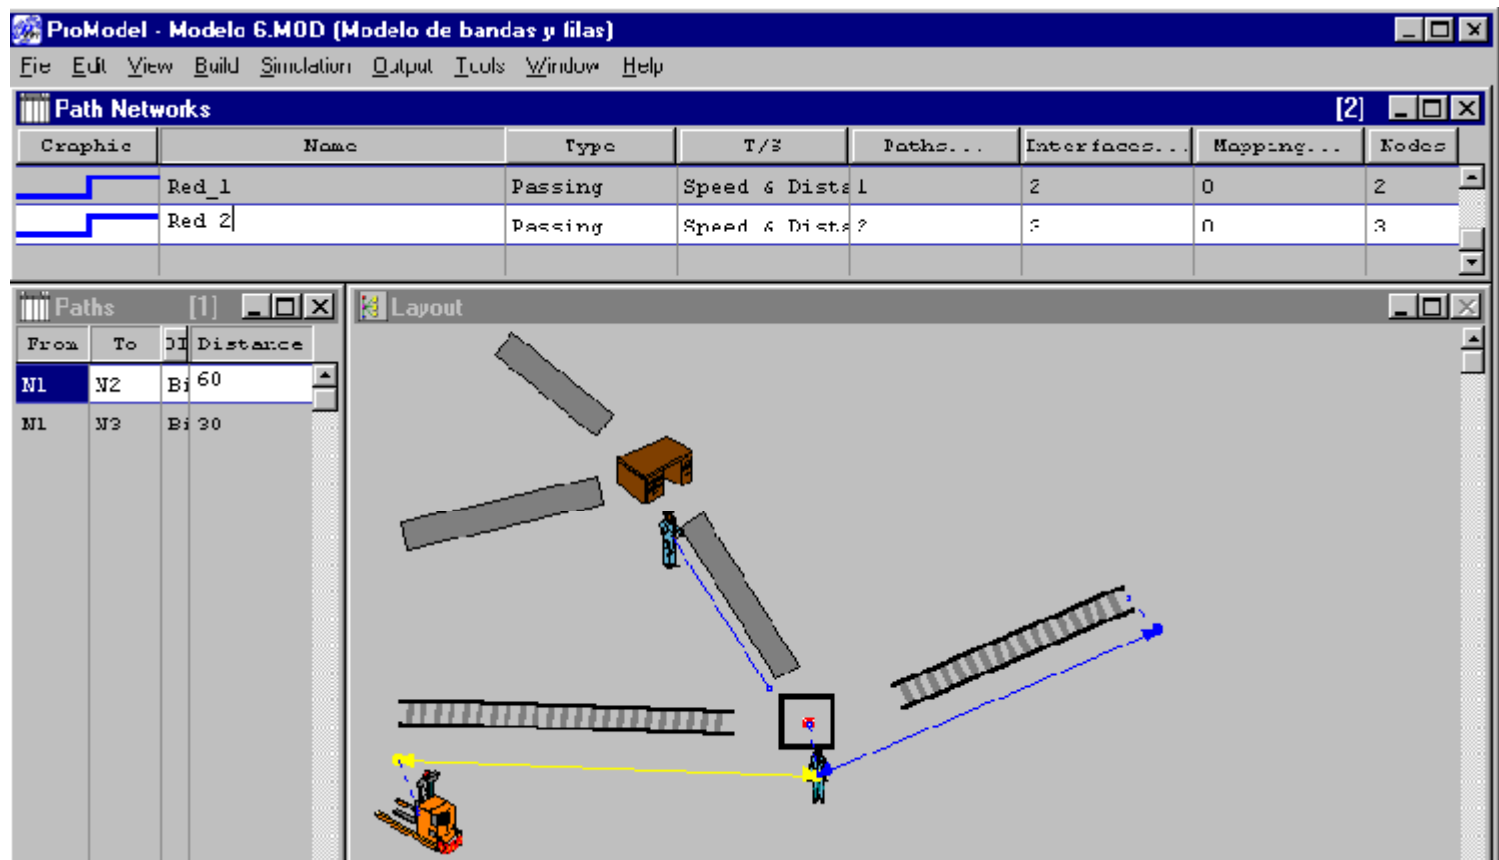 ProModel - Modelo 6.MOD (Modelo de bandas y filas)
File Edit View Build Simulation Output Tools Window Help
Path Networks [2]
Graphic Name Type T/S Paths... Interfaces... Mapping... Nodes
Red_1 Passing Speed & Dista 1 2 0 2
Red 2 Passing Speed & Dista 2 3 0 3
Paths [1]
Layout
From To DI Distance
N1 N2 Bi 60
N1 N3 Bi 30